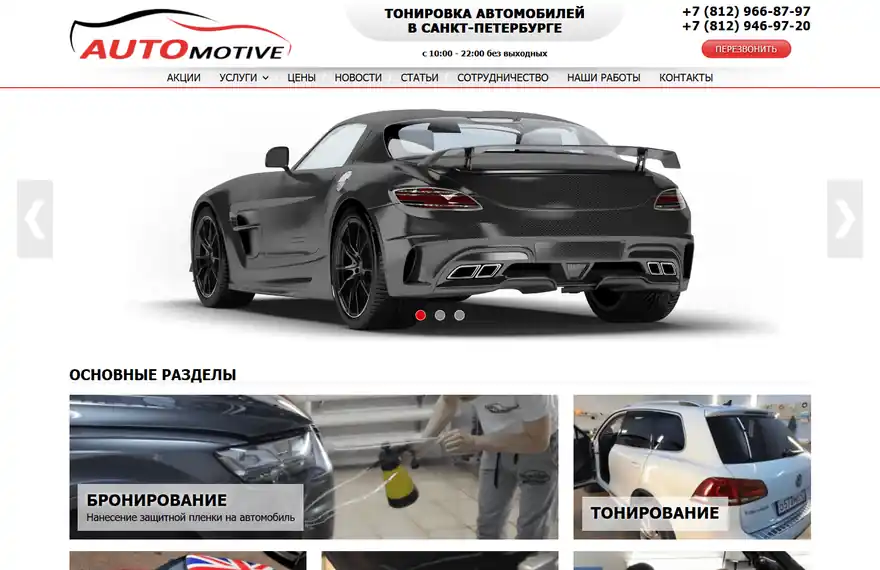 AUTOMOTIVE
ТОНИРОВКА АВТОМОБИЛЕЙ
В САНКТ-ПЕТЕРБУРГЕ
с 10:00 - 22:00 без выходных
+7 (812) 966-87-97
+7 (812) 946-97-20
ПЕРЕЗВОНИТЬ
АКЦИИ УСЛУГИ ЦЕНЫ НОВОСТИ СТАТЬИ СОТРУДНИЧЕСТВО НАШИ РАБОТЫ КОНТАКТЫ
ОСНОВНЫЕ РАЗДЕЛЫ
БРОНИРОВАНИЕ
Нанесение защитной пленки на автомобиль
ТОНИРОВАНИЕ